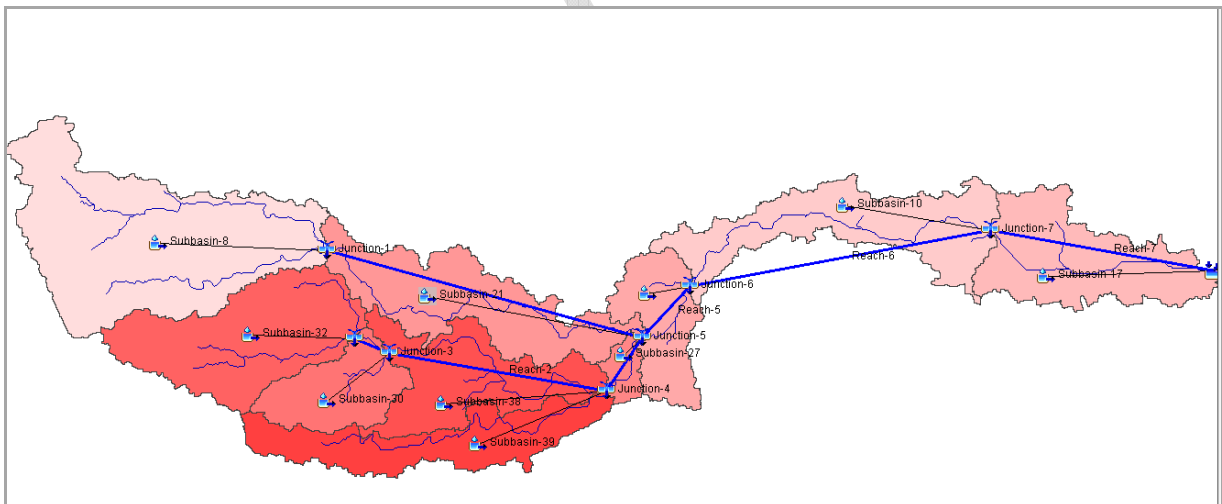 Subbasin-10
Junction-7
Subbasin-8
Junction-1
Reach-7
Reach-6
Subbasin-17
Junction-6
Subbasin-21
Reach-5
Subbasin-32
Junction-5
Junction-3
Subbasin-27
Reach-2
Junction-4
Subbasin-30
Subbasin-38
Subbasin-39